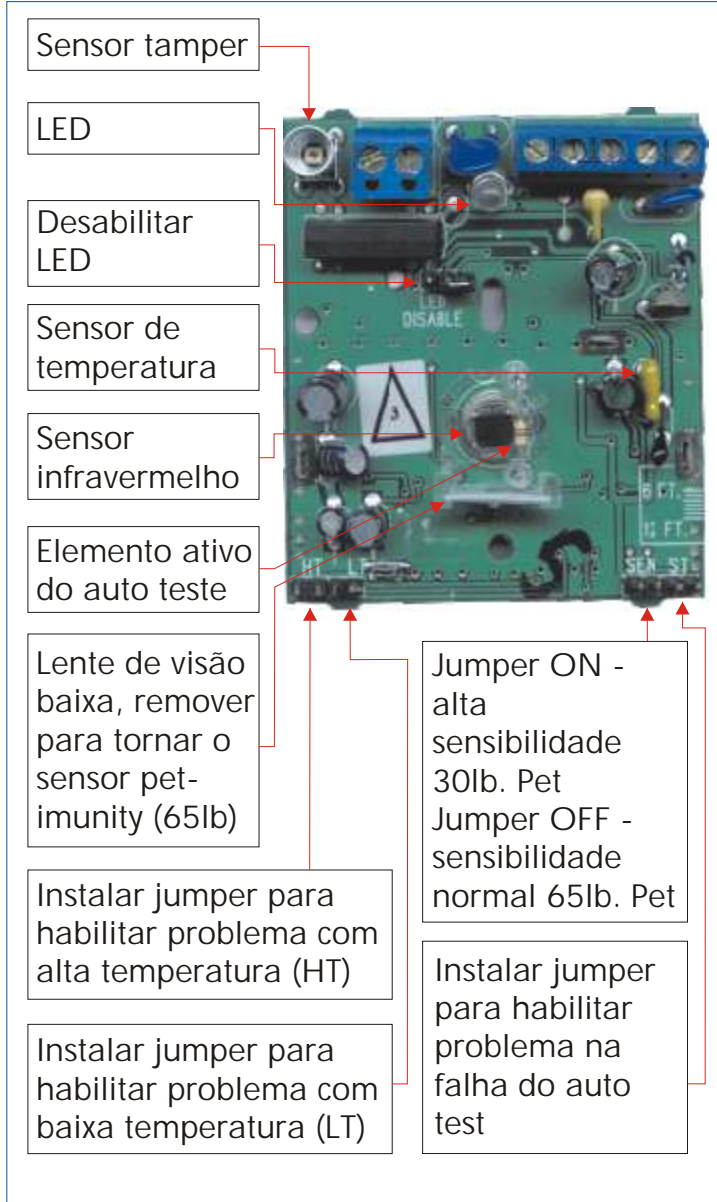 Sensor tamper
LED
Desabilitar
LED
Sensor de
temperatura
Sensor
infravermelho
Elemento ativo
do auto teste
Lente de visão
baixa, remover
para tornar o
sensor pet-
imunity (65lb)
Instalar jumper para
habilitar problema com
alta temperatura (HT)
Instalar jumper para
habilitar problema com
baixa temperatura (LT)
LED
DISABLE
3
6 FT.
HT LT
SEN ST
Jumper ON -
alta
sensibilidade
30lb. Pet
Jumper OFF -
sensibilidade
normal 65lb. Pet
Instalar jumper
para habilitar
problema na
falha do auto
test